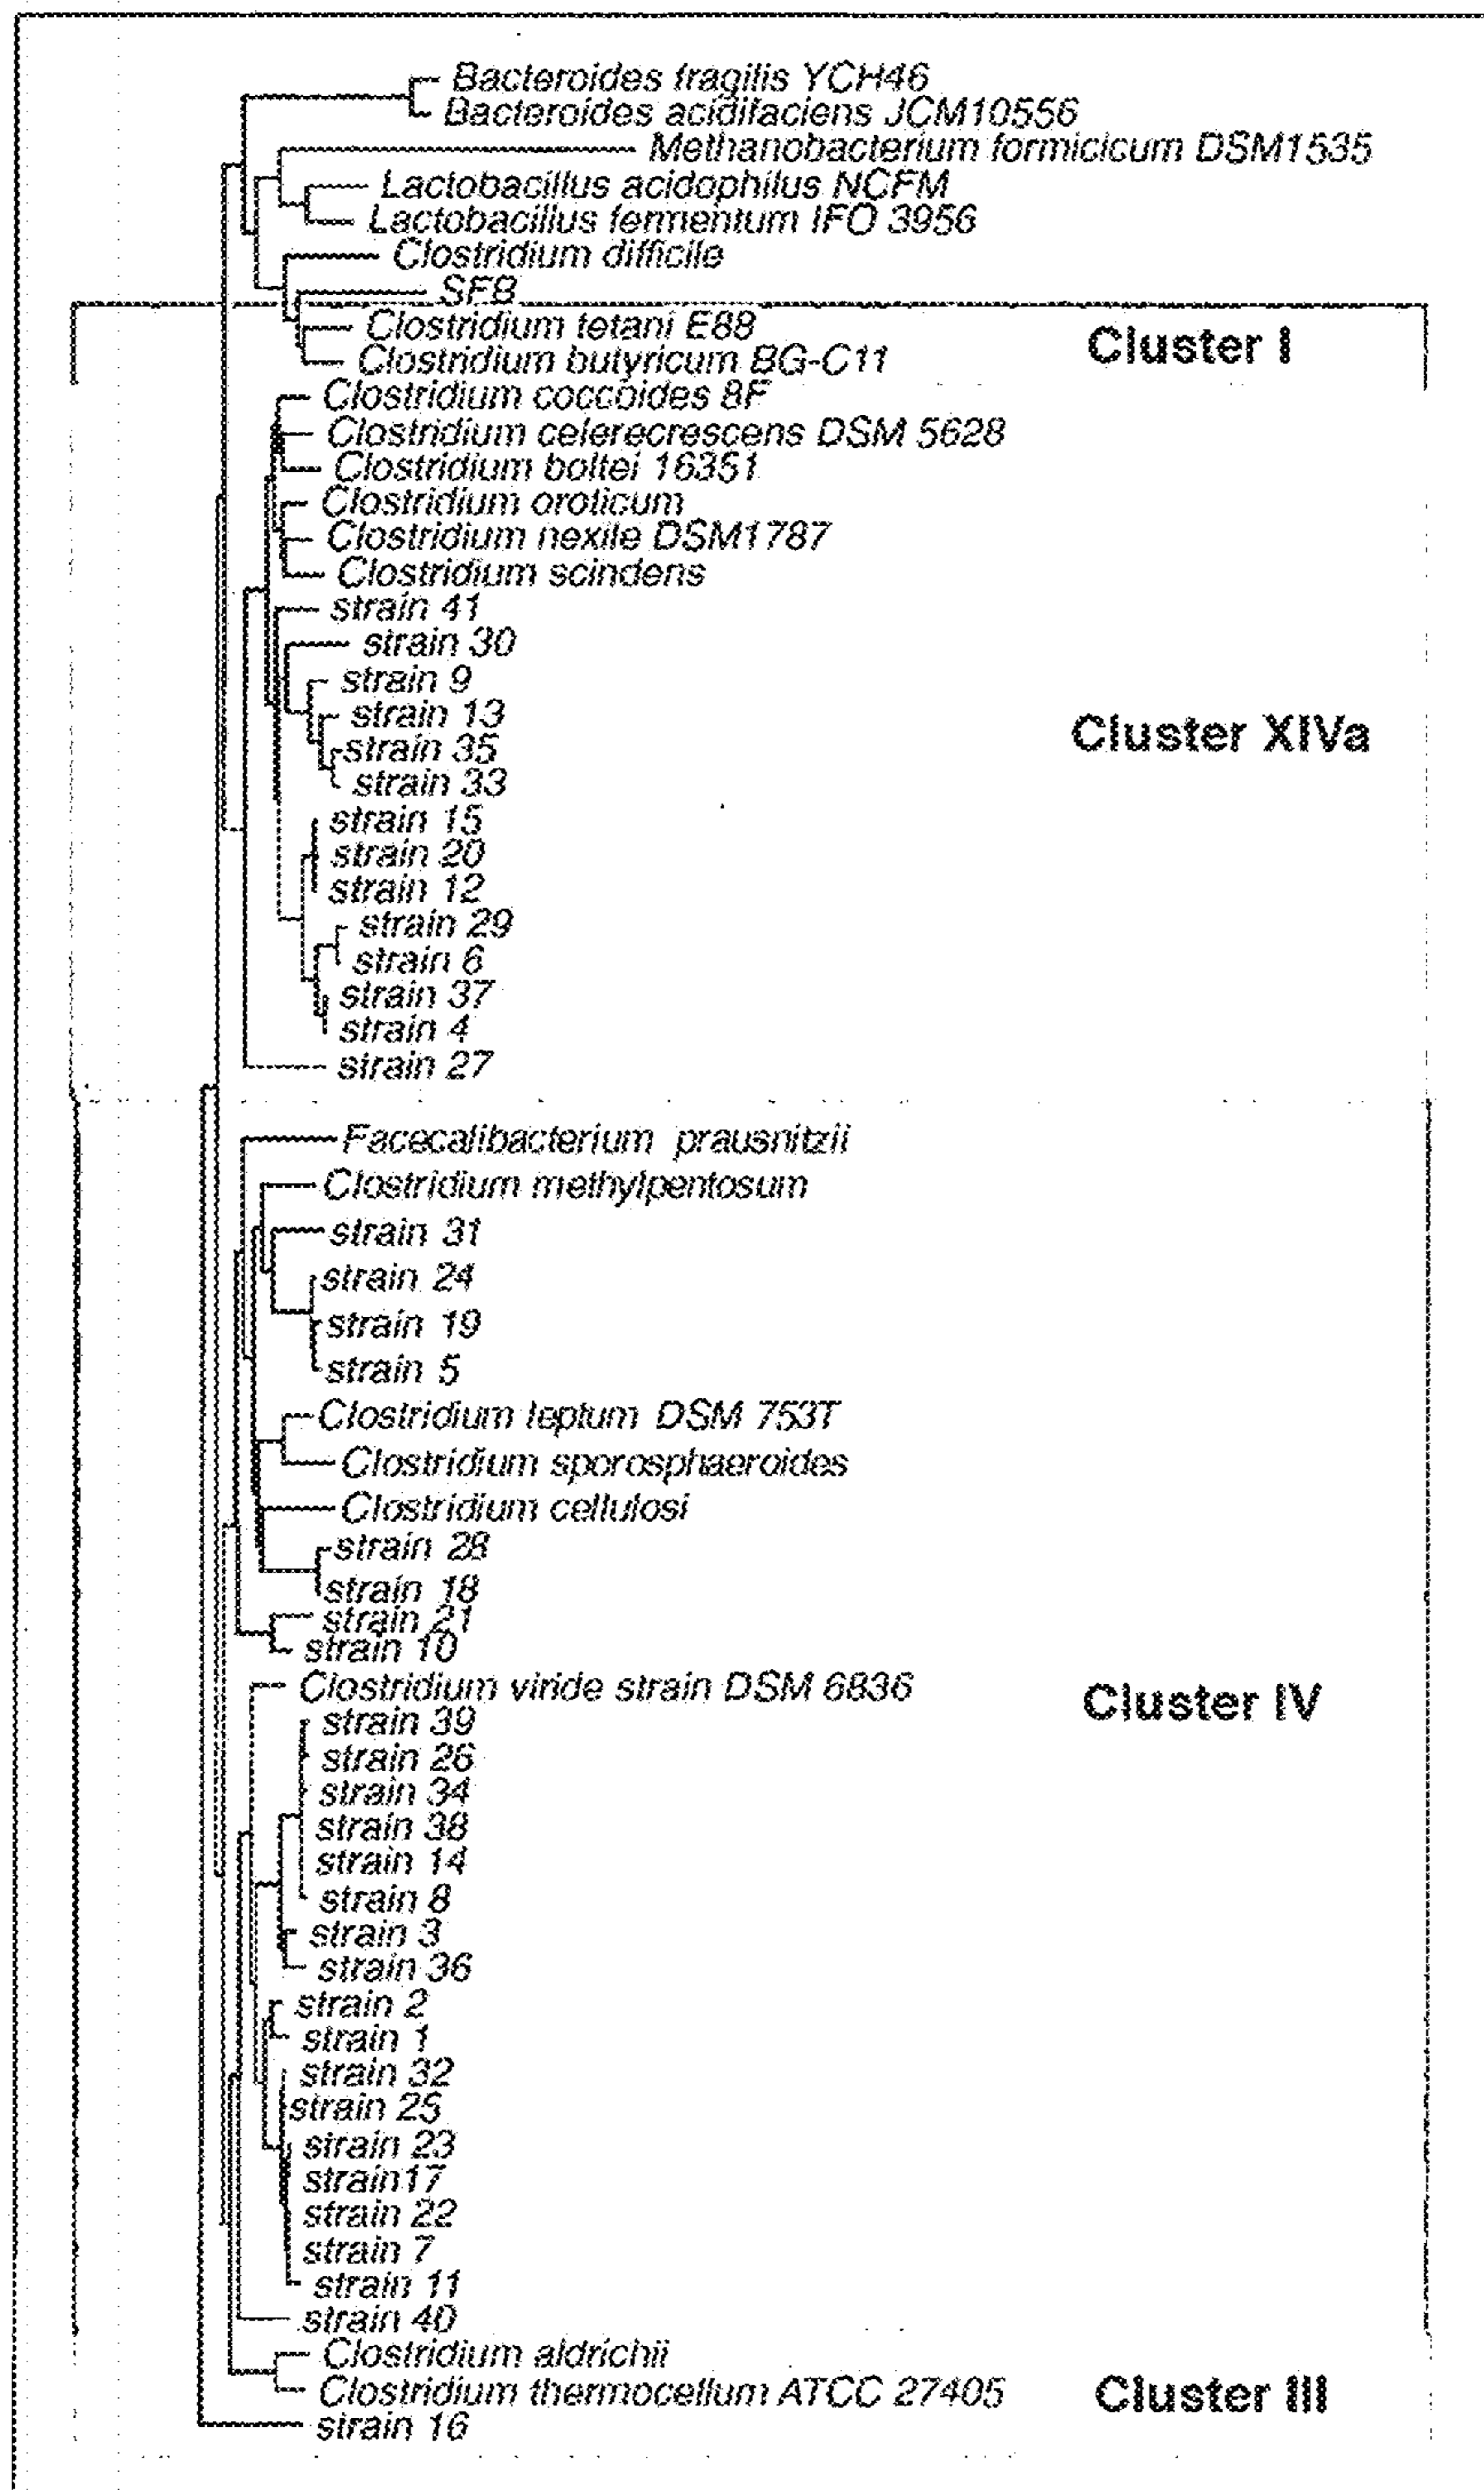 Bacteroides fragilis YCH46
Bacteroides acidifaciens JCM10556
Methanobacterium formicicum DSM1535
Lactobacillus acidophilus NCFM
Lactobacillus fermentum IFO 3956
Clostridium difficile
SFB
Clostridium tetani E88
Cluster I
Clostridium butyricum BG-C11
Clostridium coccoides 8F
Clostridium celerecrescens DSM 5628
Clostridium boltei 16351
Clostridium oroticum
Clostridium nexile DSM1787
Clostridium scindens
strain 41
strain 30
strain 9
strain 13
Cluster XIVa
strain 35
strain 33
strain 15
strain 20
strain 12
strain 29
strain 6
strain 37
strain 4
strain 27
Facecalibacterium prausnitzii
Clostridium methylpentosum
strain 31
strain 24
strain 19
strain 5
Clostridium leptum DSM 753T
Clostridium sporosphaeroides
Clostridium cellulosi
strain 28
strain 18
strain 21
strain 10
Clostridium viride strain DSM 6836
Cluster IV
strain 39
strain 26
strain 34
strain 38
strain 14
strain 8
strain 3
strain 36
strain 2
strain 1
strain 32
strain 25
strain 23
strain17
strain 22
strain 7
strain 11
strain 40
Clostridium aldrichii
Clostridium thermocellum ATCC 27405
Cluster III
strain 16